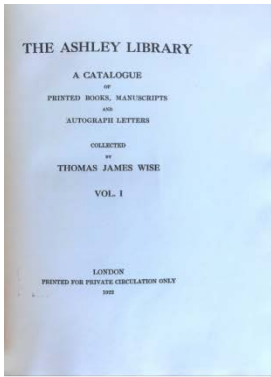 THE ASHLEY LIBRARY
A CATALOGUE
OF
PRINTED BOOKS, MANUSCRIPTS
AND
AUTOGRAPH LETTERS
COLLECTED
BY
THOMAS JAMES WISE
VOL. I
LONDON
PRINTED FOR PRIVATE CIRCULATION ONLY
1922